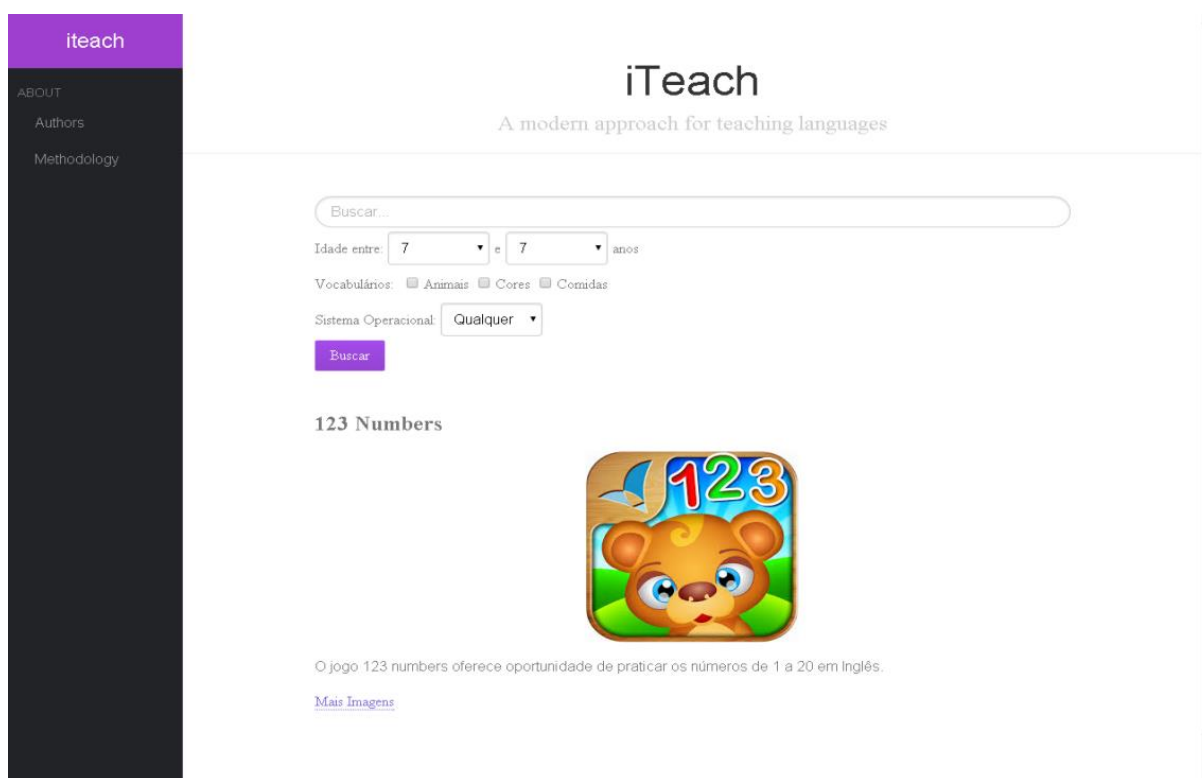 iteach
ABOUT
Authors
Methodology
iTeach
A modern approach for teaching languages
Buscar...
Idade entre: 7 e 7 anos
Vocabulários: Animais Cores Comidas
Sistema Operacional: Qualquer
Buscar
123 Numbers
123
O jogo 123 numbers oferece oportunidade de praticar os números de 1 a 20 em Inglês.
Mais Imagens